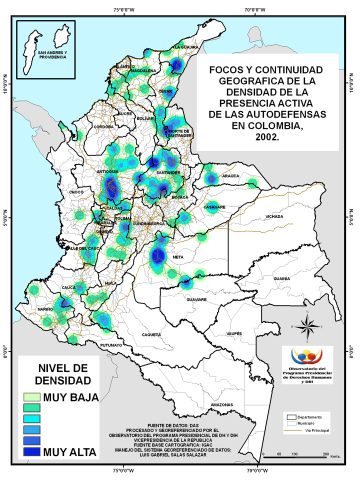 75°0'0"W
70°0'0"W
SAN ANDRES Y
PROVIDENCIA
FOCOS Y CONTINUIDAD
GEOGRAFICA DE LA
DENSIDAD DE LA
PRESENCIA ACTIVA
DE LAS AUTODEFENSAS
EN COLOMBIA,
2002.
LA GUAJIRA
MAGDALENA
CESAR
SUCRE
BOLIVAR
CORDOBA
NORTE DE
SANTANDER
ANTIOQUIA
SANTANDER
ARAUCA
CHOCO
BOYACA
CASANARE
CALDAS
CUNDINAMARCA
VICHADA
TOLIMA
VALLE DEL CAUCA
META
HUILA
GUAINIA
CAUCA
GUAVIARE
NARIÑO
CAQUETA
VAUPES
PUTUMAYO
AMAZONAS
NIVEL DE
DENSIDAD
MUY BAJA
MUY ALTA
Observatorio del
Programa Presidencial
de Derechos Humanos
y DIH
Departamento
Municipio
Vía Principal
FUENTE DE DATOS: DAS
PROCESADO Y GEOREFERENCIADO POR EL
OBSERVATORIO DEL PROGRAMA PRESIDENCIAL DE DH Y DIH
VICEPRESIDENCIA DE LA REPUBLICA
FUENTE BASE CARTOGRAFICA: IGAC
MANEJO DEL SISTEMA GEOREFERENCIADO DE DATOS:
LUIS GABRIEL SALAS SALAZAR
75°0'0"W
70°0'0"W